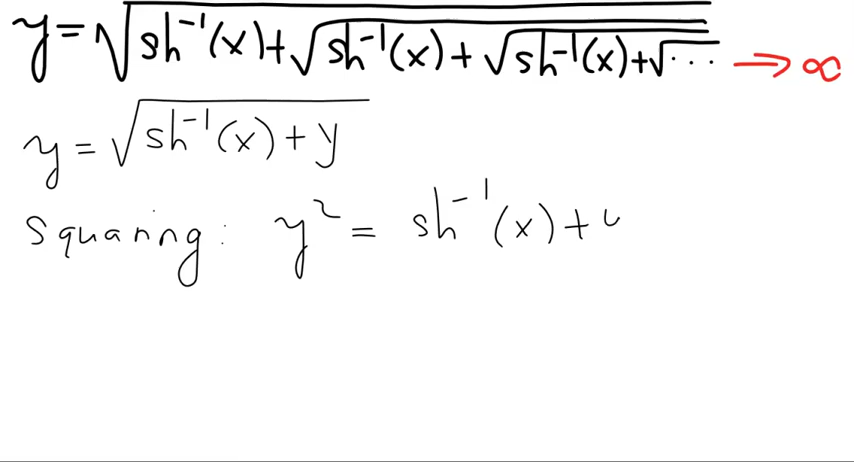 y = √(sh⁻¹(x) + √(sh⁻¹(x) + √(sh⁻¹(x) + √⋯ → ∞
y = √(sh⁻¹(x) + y)
Squaring: y² = sh⁻¹(x) +